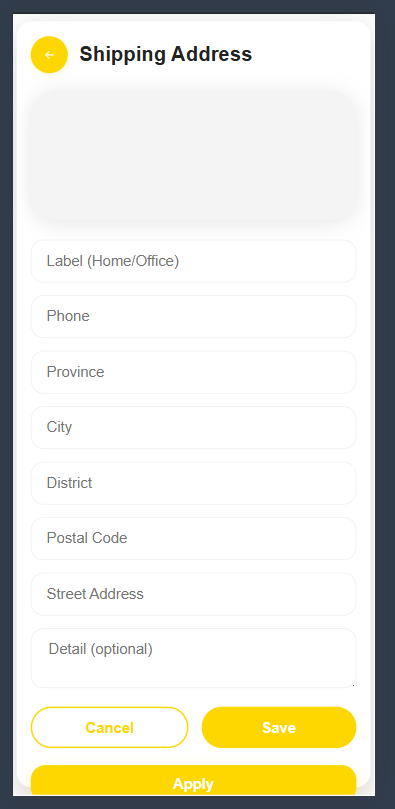 Shipping Address
Label (Home/Office)
Phone
Province
City
District
Postal Code
Street Address
Detail (optional)
Cancel
Save
Apply